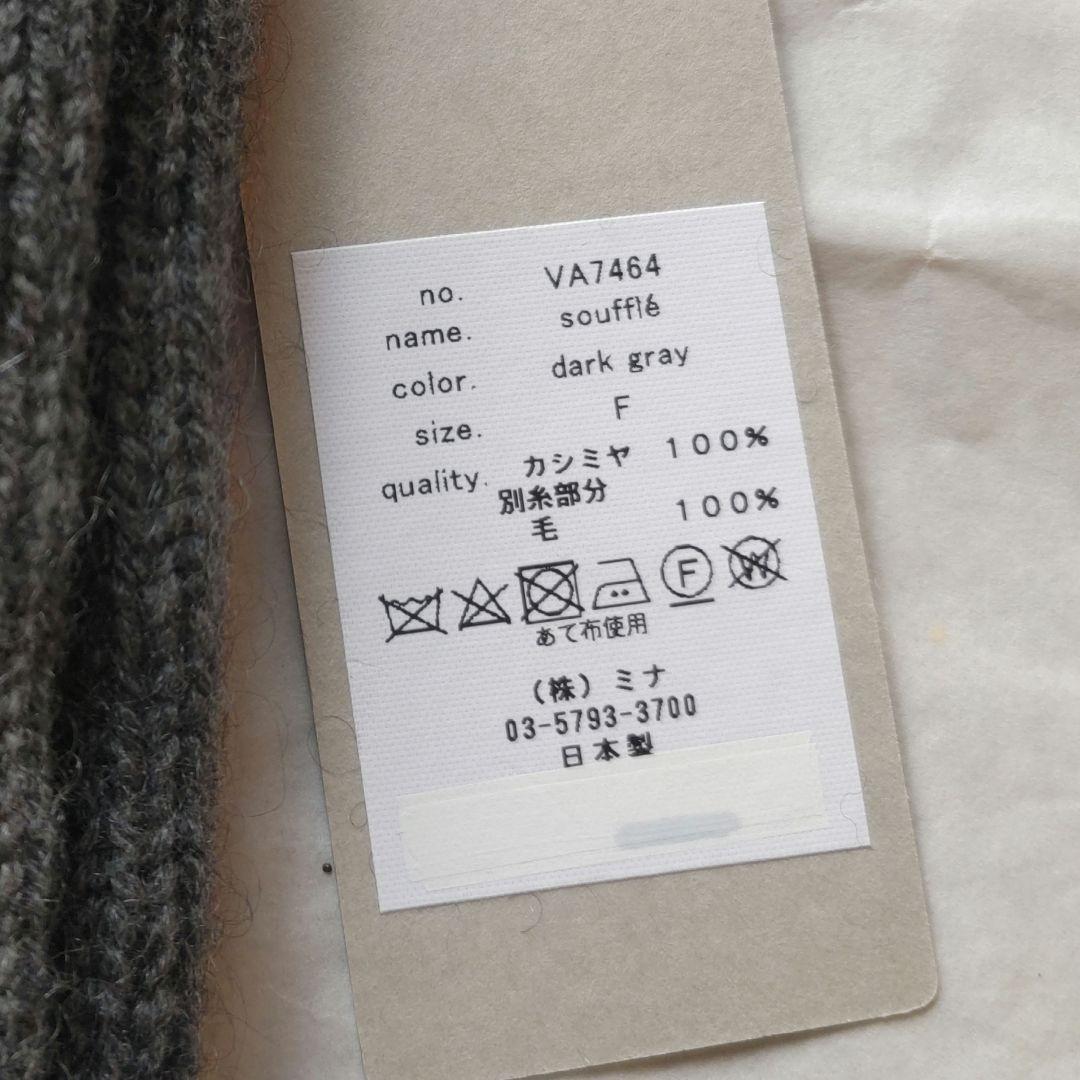 no. VA7464
name. soufflé
color. dark gray
size. F
quality. カシミヤ 100%
別糸部分
毛 100%
F W
あて布使用
(株) ミナ
03-5793-3700
日本製